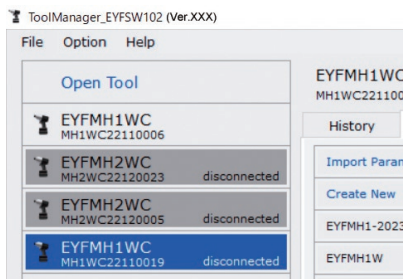 ToolManager_EYFSW102 (Ver.XXX)
File Option Help
Open Tool
EYFMH1WC
MH1WC22110006
EYFMH2WC
MH2WC22120023 disconnected
EYFMH2WC
MH2WC22120005 disconnected
EYFMH1WC
MH1WC22110019 disconnected
EYFMH1WC
MH1WC221100
History
Import Param
Create New
EYFMH1-2023
EYFMH1W